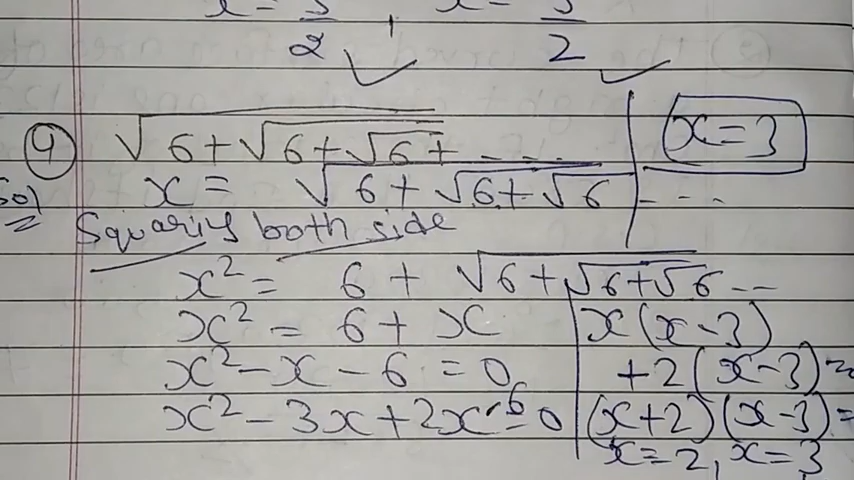 x = 3/2 , x = 3/2
④ √6+√6+√6+ - - - -
Sol x = √6+√6+√6 - - -
Squaring both side
x² = 6 + √6+√6+√6 - -
x² = 6 + x
x² - x - 6 = 0
x² - 3x + 2x - 6 = 0
x = 3
x(x-3)
+2(x-3)=
(x+2)(x-3)=
x=2, x=3